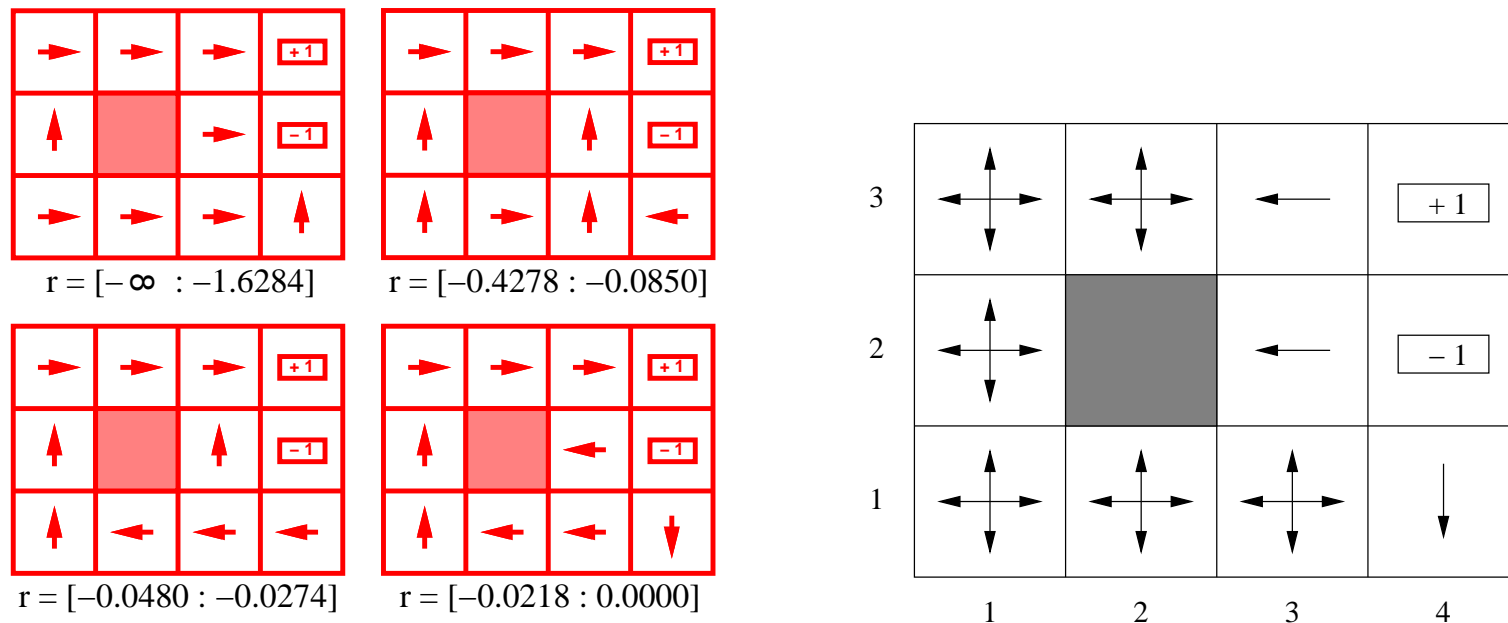 + 1
− 1
r = [− ∞ : −1.6284]
+ 1
− 1
r = [−0.4278 : −0.0850]
+ 1
− 1
r = [−0.0480 : −0.0274]
+ 1
− 1
r = [−0.0218 : 0.0000]
3
+ 1
2
− 1
1
1 2 3 4